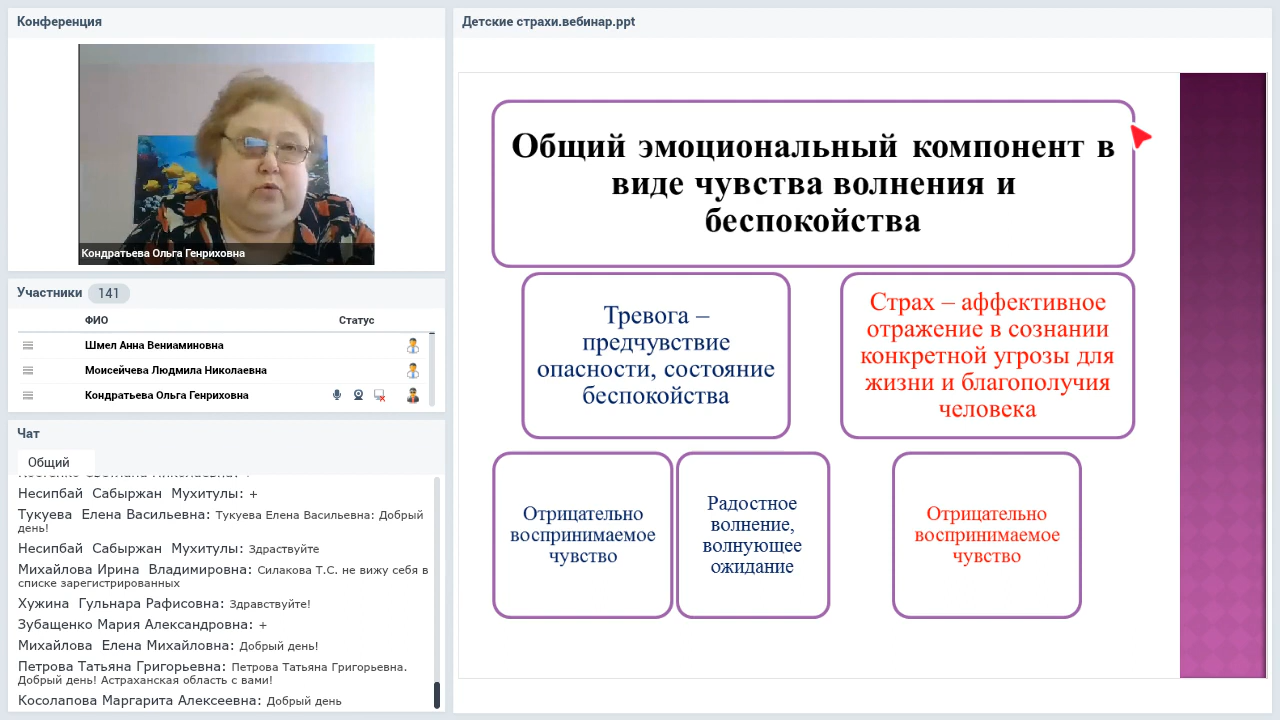 Конференция
Кондратьева Ольга Генриховна
Участники 141
ФИО Статус
Шмел Анна Вениаминовна
Моисейчева Людмила Николаевна
Кондратьева Ольга Генриховна
Чат
Общий
Несипбай Сабыржан Мухитулы: +
Тукуева Елена Васильевна: Тукуева Елена Васильевна: Добрый
день!
Несипбай Сабыржан Мухитулы: Здраствуйте
Михайлова Ирина Владимировна: Силакова Т.С. не вижу себя в
списке зарегистрированных
Хужина Гульнара Рафисовна: Здравствуйте!
Зубащенко Мария Александровна: +
Михайлова Елена Михайловна: Добрый день!
Петрова Татьяна Григорьевна: Петрова Татьяна Григорьевна.
Добрый день! Астраханская область с вами!
Косолапова Маргарита Алексеевна: Добрый день
Детские страхи.вебинар.ppt
Общий эмоциональный компонент в
виде чувства волнения и
беспокойства
Тревога –
предчувствие
опасности, состояние
беспокойства
Страх – аффективное
отражение в сознании
конкретной угрозы для
жизни и благополучия
человека
Отрицательно
воспринимаемое
чувство
Радостное
волнение,
волнующее
ожидание
Отрицательно
воспринимаемое
чувство